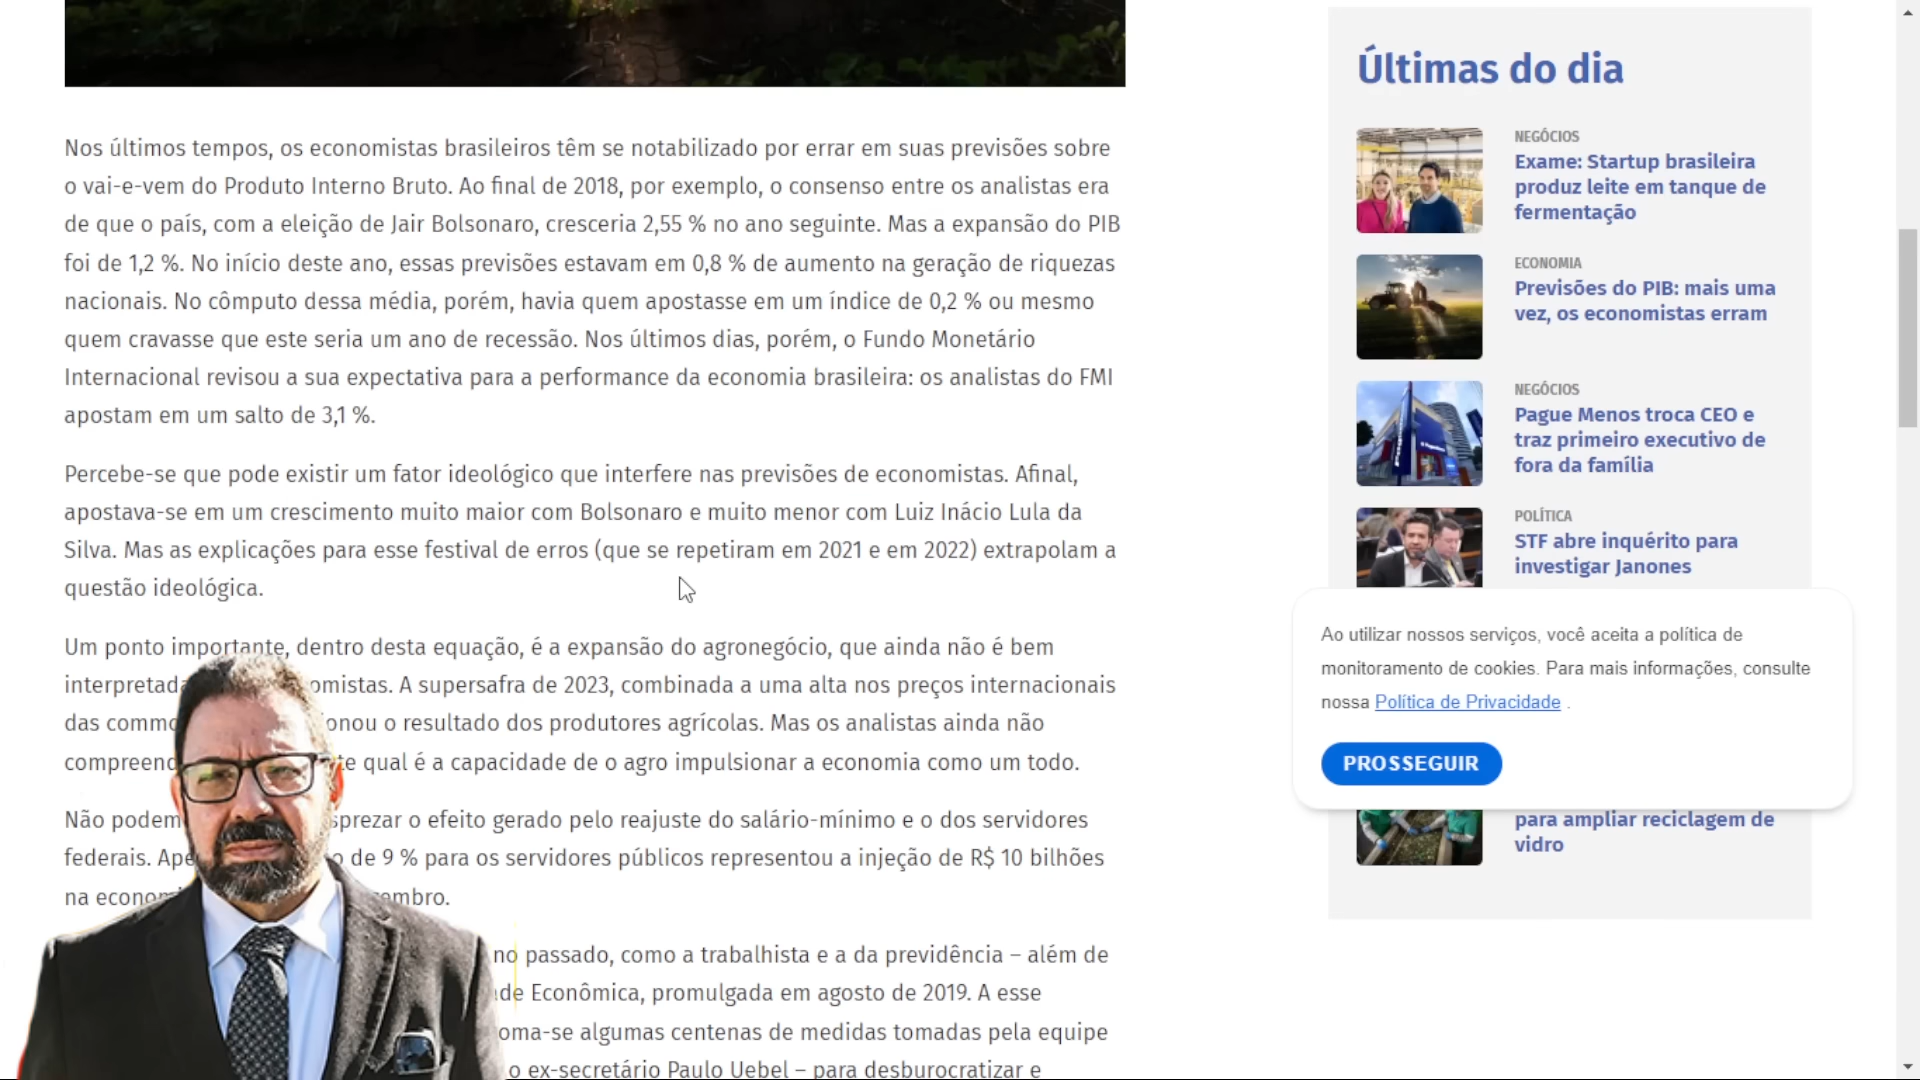 Nos últimos tempos, os economistas brasileiros têm se notabilizado por errar em suas previsões sobre
o vai-e-vem do Produto Interno Bruto. Ao final de 2018, por exemplo, o consenso entre os analistas era
de que o país, com a eleição de Jair Bolsonaro, cresceria 2,55 % no ano seguinte. Mas a expansão do PIB
foi de 1,2 %. No início deste ano, essas previsões estavam em 0,8 % de aumento na geração de riquezas
nacionais. No cômputo dessa média, porém, havia quem apostasse em um índice de 0,2 % ou mesmo
quem cravasse que este seria um ano de recessão. Nos últimos dias, porém, o Fundo Monetário
Internacional revisou a sua expectativa para a performance da economia brasileira: os analistas do FMI
apostam em um salto de 3,1 %.
Percebe-se que pode existir um fator ideológico que interfere nas previsões de economistas. Afinal,
apostava-se em um crescimento muito maior com Bolsonaro e muito menor com Luiz Inácio Lula da
Silva. Mas as explicações para esse festival de erros (que se repetiram em 2021 e em 2022) extrapolam a
questão ideológica.
Um ponto importante, dentro desta equação, é a expansão do agronegócio, que ainda não é bem
interpretada omistas. A supersafra de 2023, combinada a uma alta nos preços internacionais
das commo ionou o resultado dos produtores agrícolas. Mas os analistas ainda não
compreend te qual é a capacidade de o agro impulsionar a economia como um todo.
Não podem sprezar o efeito gerado pelo reajuste do salário-mínimo e o dos servidores
federais. Ape o de 9 % para os servidores públicos representou a injeção de R$ 10 bilhões
na econom embro.
no passado, como a trabalhista e a da previdência – além de
de Econômica, promulgada em agosto de 2019. A esse
oma-se algumas centenas de medidas tomadas pela equipe
o ex-secretário Paulo Uebel – para desburocratizar e
Últimas do dia
NEGÓCIOS
Exame: Startup brasileira
produz leite em tanque de
fermentação
ECONOMIA
Previsões do PIB: mais uma
vez, os economistas erram
NEGÓCIOS
Pague Menos troca CEO e
traz primeiro executivo de
fora da família
POLÍTICA
STF abre inquérito para
investigar Janones
Ao utilizar nossos serviços, você aceita a política de
monitoramento de cookies. Para mais informações, consulte
nossa Política de Privacidade .
PROSSEGUIR
para ampliar reciclagem de
vidro